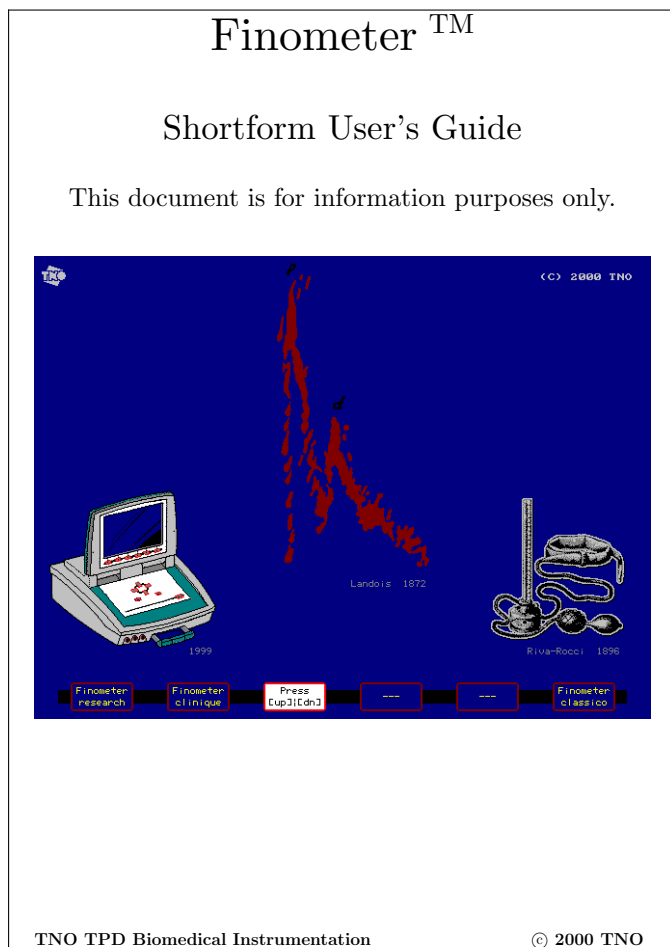 Finometer TM
Shortform User's Guide
This document is for information purposes only.
TNO
(C) 2000 TNO
p
d
Landois 1872
1999
Riva-Rocci 1896
Finometer
research
Finometer
clinique
Press
[up]|[dn]
---
---
Finometer
classico
TNO TPD Biomedical Instrumentation
© 2000 TNO